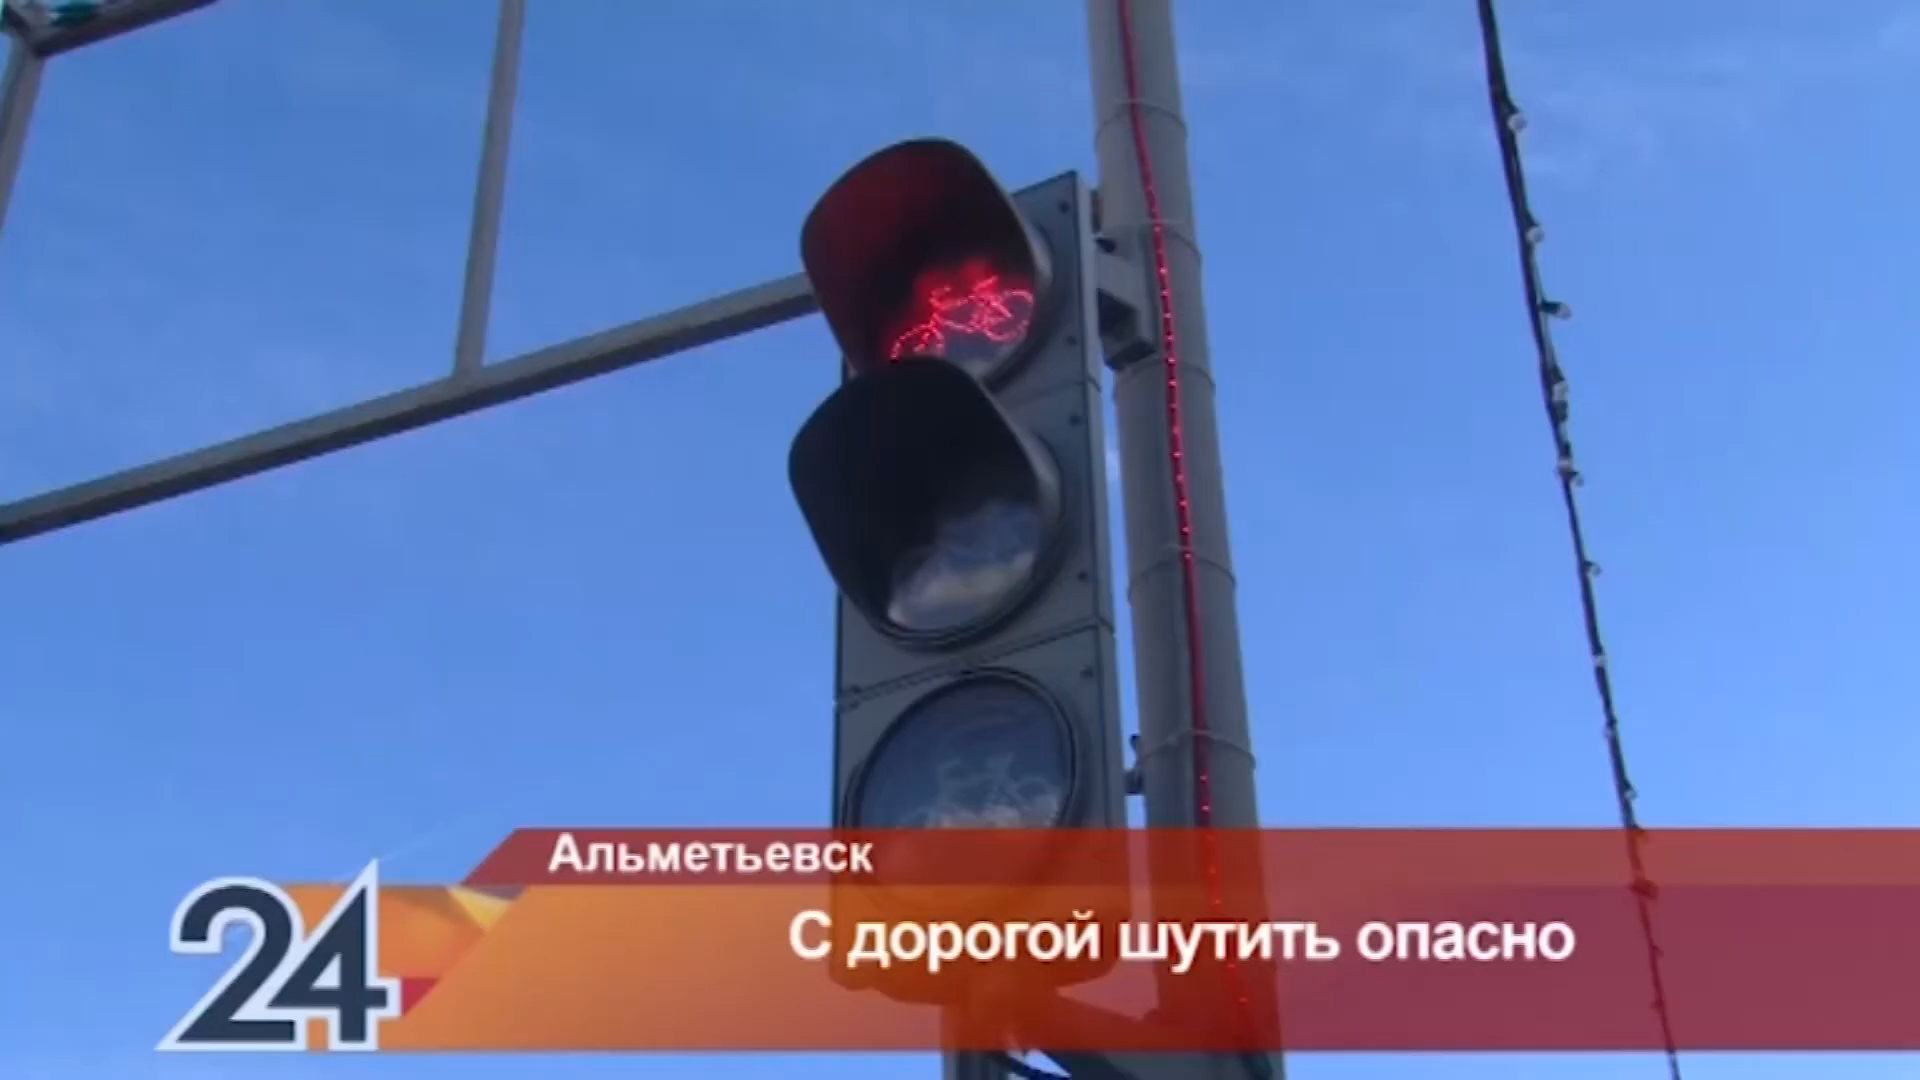 Альметьевск
24
С дорогой шутить опасно